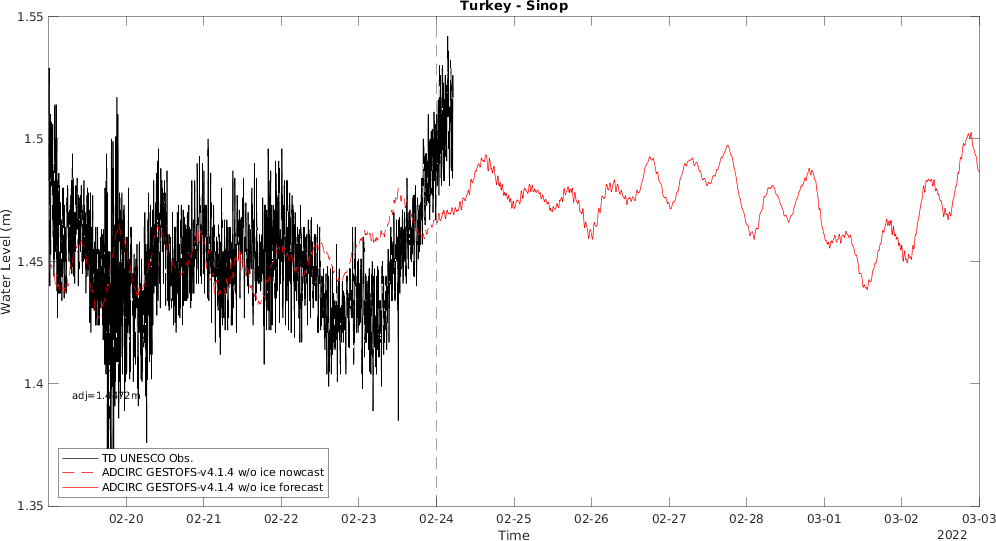 Turkey - Sinop
1.55
1.5
1.45
1.4
1.35
Water Level (m)
adj=1.4472m
TD UNESCO Obs.
ADCIRC GESTOFS-v4.1.4 w/o ice nowcast
ADCIRC GESTOFS-v4.1.4 w/o ice forecast
02-20 02-21 02-22 02-23 02-24 02-25 02-26 02-27 02-28 03-01 03-02 03-03
Time
2022